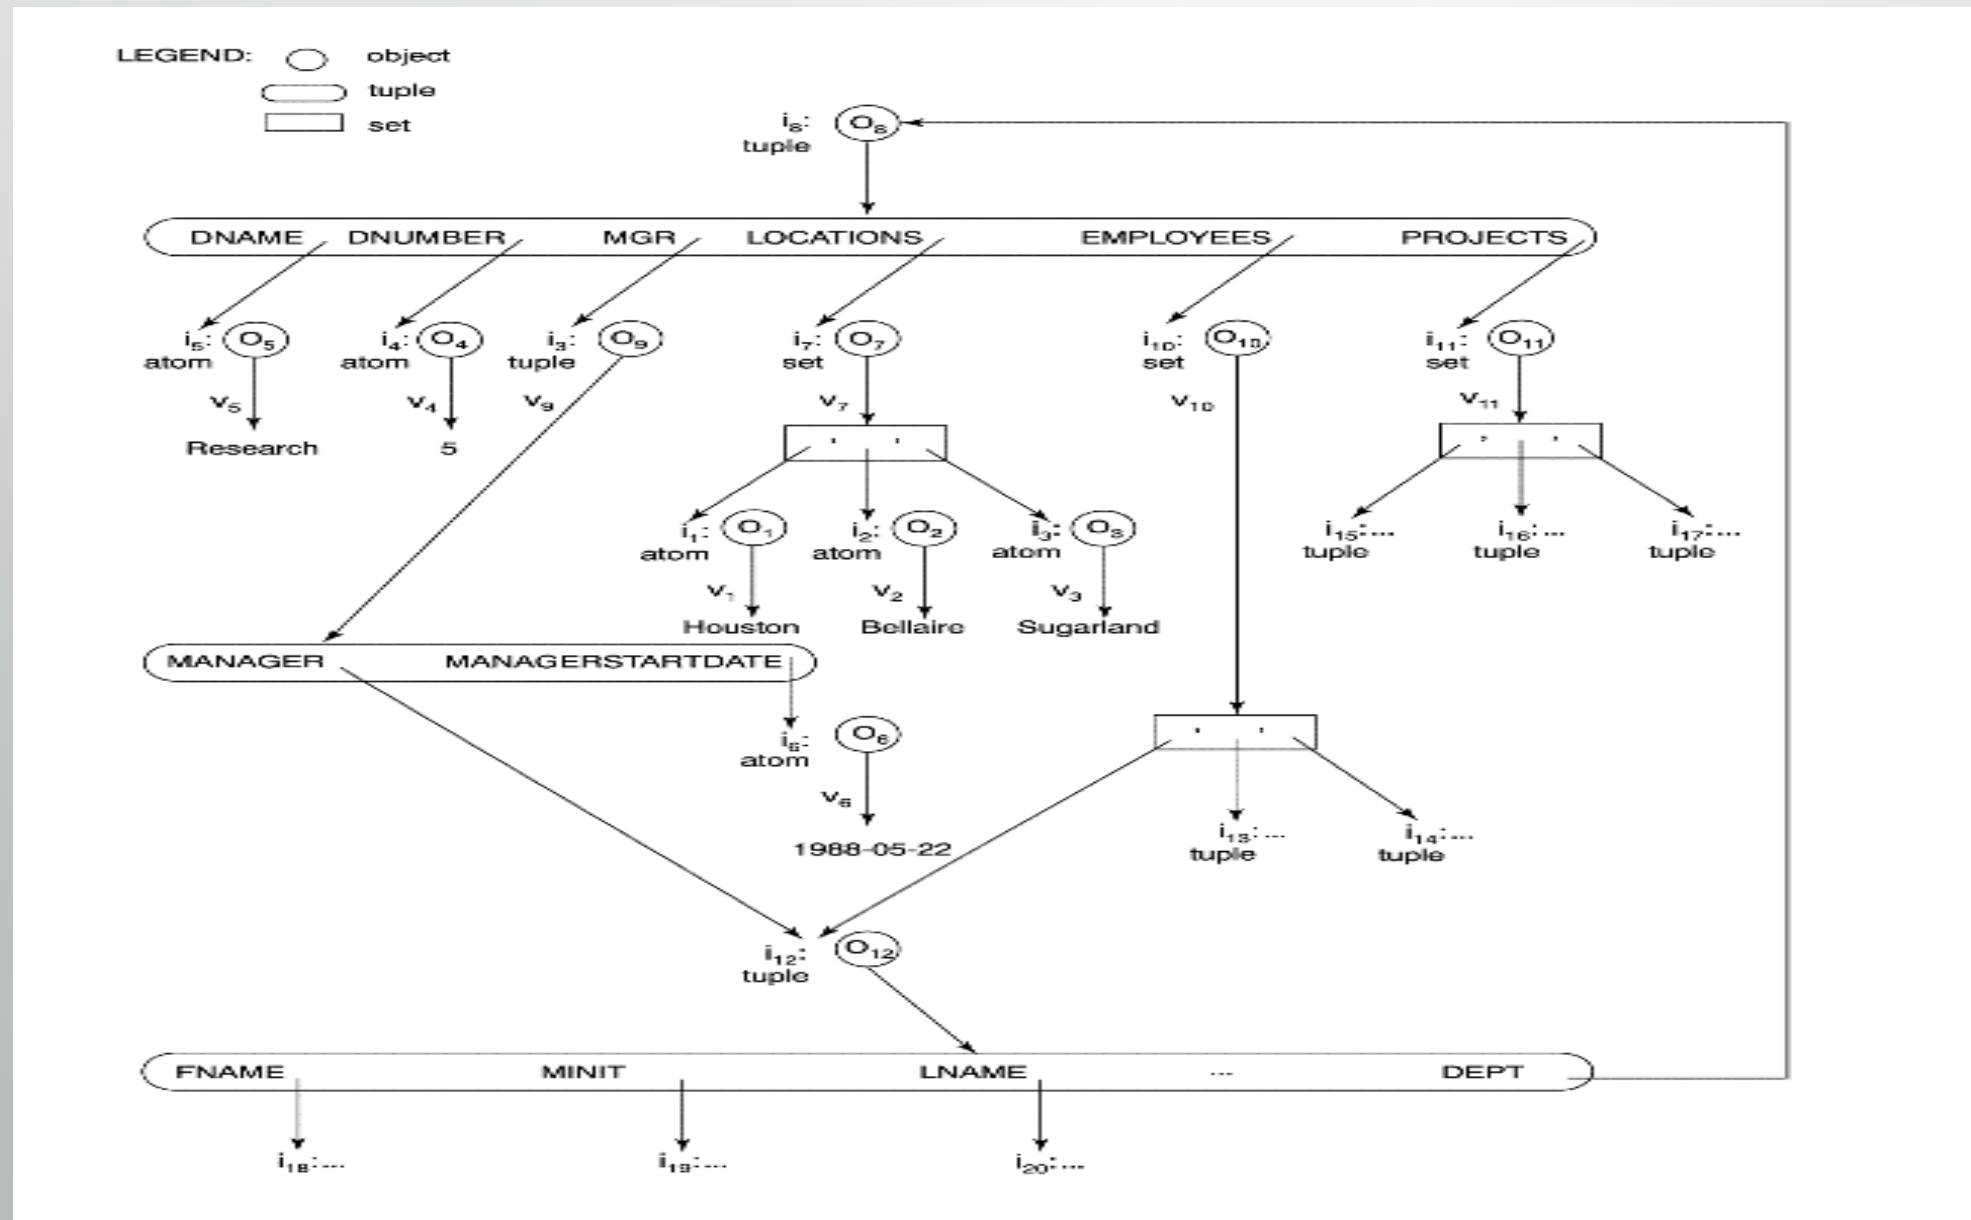 LEGEND: object
tuple
set
i₈: O₈
tuple
DNAME DNUMBER MGR LOCATIONS EMPLOYEES PROJECTS
i₅: O₅ i₄: O₄ i₃: O₉ i₇: O₇ i₁₀: O₁₀ i₁₁: O₁₁
atom atom tuple set set set
v₅ v₄ v₉ v₇ v₁₀ v₁₁
Research 5
i₁: O₁ i₂: O₂ i₃: O₃ i₁₅:... i₁₆:... i₁₇:...
atom atom atom tuple tuple tuple
v₁ v₂ v₃
Houston Bellaire Sugarland
MANAGER MANAGERSTARTDATE
i₆: O₆
atom
v₆
i₁₃:... i₁₄:...
1988-05-22 tuple tuple
i₁₂: O₁₂
tuple
FNAME MINIT LNAME ... DEPT
i₁₈:... i₁₉:... i₂₀:...